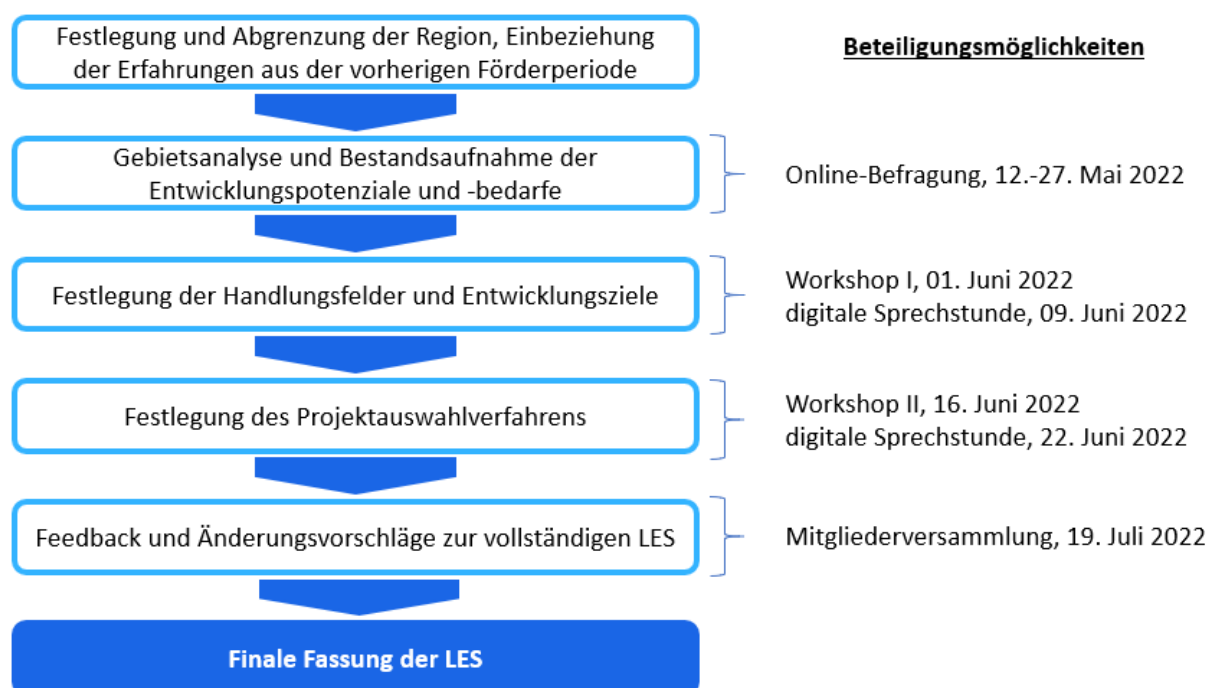 Festlegung und Abgrenzung der Region, Einbeziehung
der Erfahrungen aus der vorherigen Förderperiode
Beteiligungsmöglichkeiten
Gebietsanalyse und Bestandsaufnahme der
Entwicklungspotenziale und -bedarfe
Online-Befragung, 12.-27. Mai 2022
Festlegung der Handlungsfelder und Entwicklungsziele
Workshop I, 01. Juni 2022
digitale Sprechstunde, 09. Juni 2022
Festlegung des Projektauswahlverfahrens
Workshop II, 16. Juni 2022
digitale Sprechstunde, 22. Juni 2022
Feedback und Änderungsvorschläge zur vollständigen LES
Mitgliederversammlung, 19. Juli 2022
Finale Fassung der LES